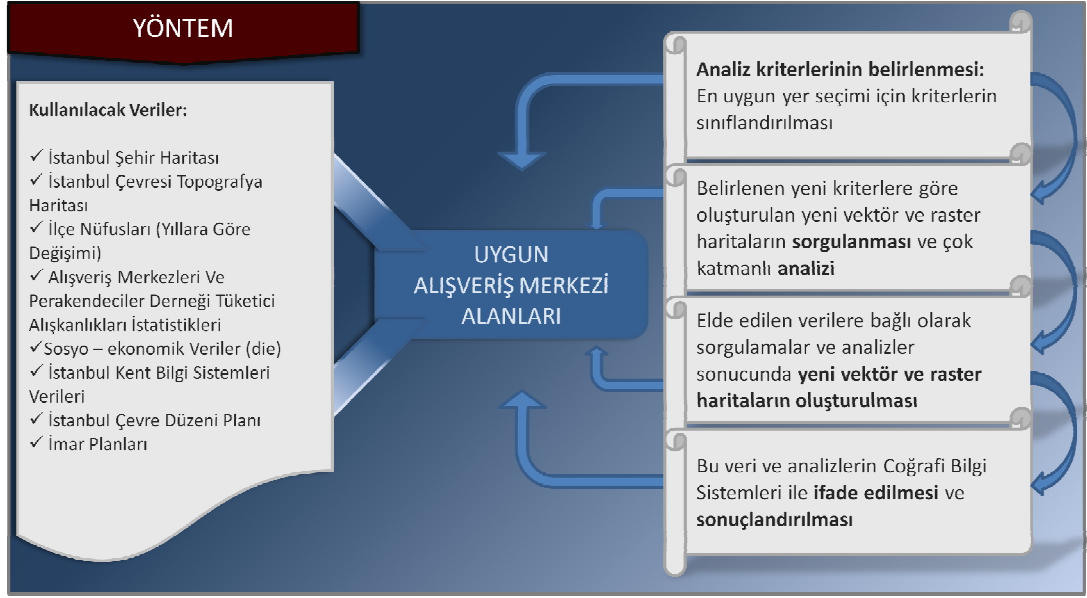 YÖNTEM
Kullanılacak Veriler:
✓ İstanbul Şehir Haritası
✓ İstanbul Çevresi Topografya
Haritası
✓ İlçe Nüfusları (Yıllara Göre
Değişimi)
✓ Alışveriş Merkezleri Ve
Perakendeciler Derneği Tüketici
Alışkanlıkları İstatistikleri
✓Sosyo – ekonomik Veriler (die)
✓ İstanbul Kent Bilgi Sistemleri
Verileri
✓ İstanbul Çevre Düzeni Planı
✓ İmar Planları
UYGUN
ALIŞVERİŞ MERKEZİ
ALANLARI
Analiz kriterlerinin belirlenmesi:
En uygun yer seçimi için kriterlerin
sınıflandırılması
Belirlenen yeni kriterlere göre
oluşturulan yeni vektör ve raster
haritaların sorgulanması ve çok
katmanlı analizi
Elde edilen verilere bağlı olarak
sorgulamalar ve analizler
sonucunda yeni vektör ve raster
haritaların oluşturulması
Bu veri ve analizlerin Coğrafi Bilgi
Sistemleri ile ifade edilmesi ve
sonuçlandırılması